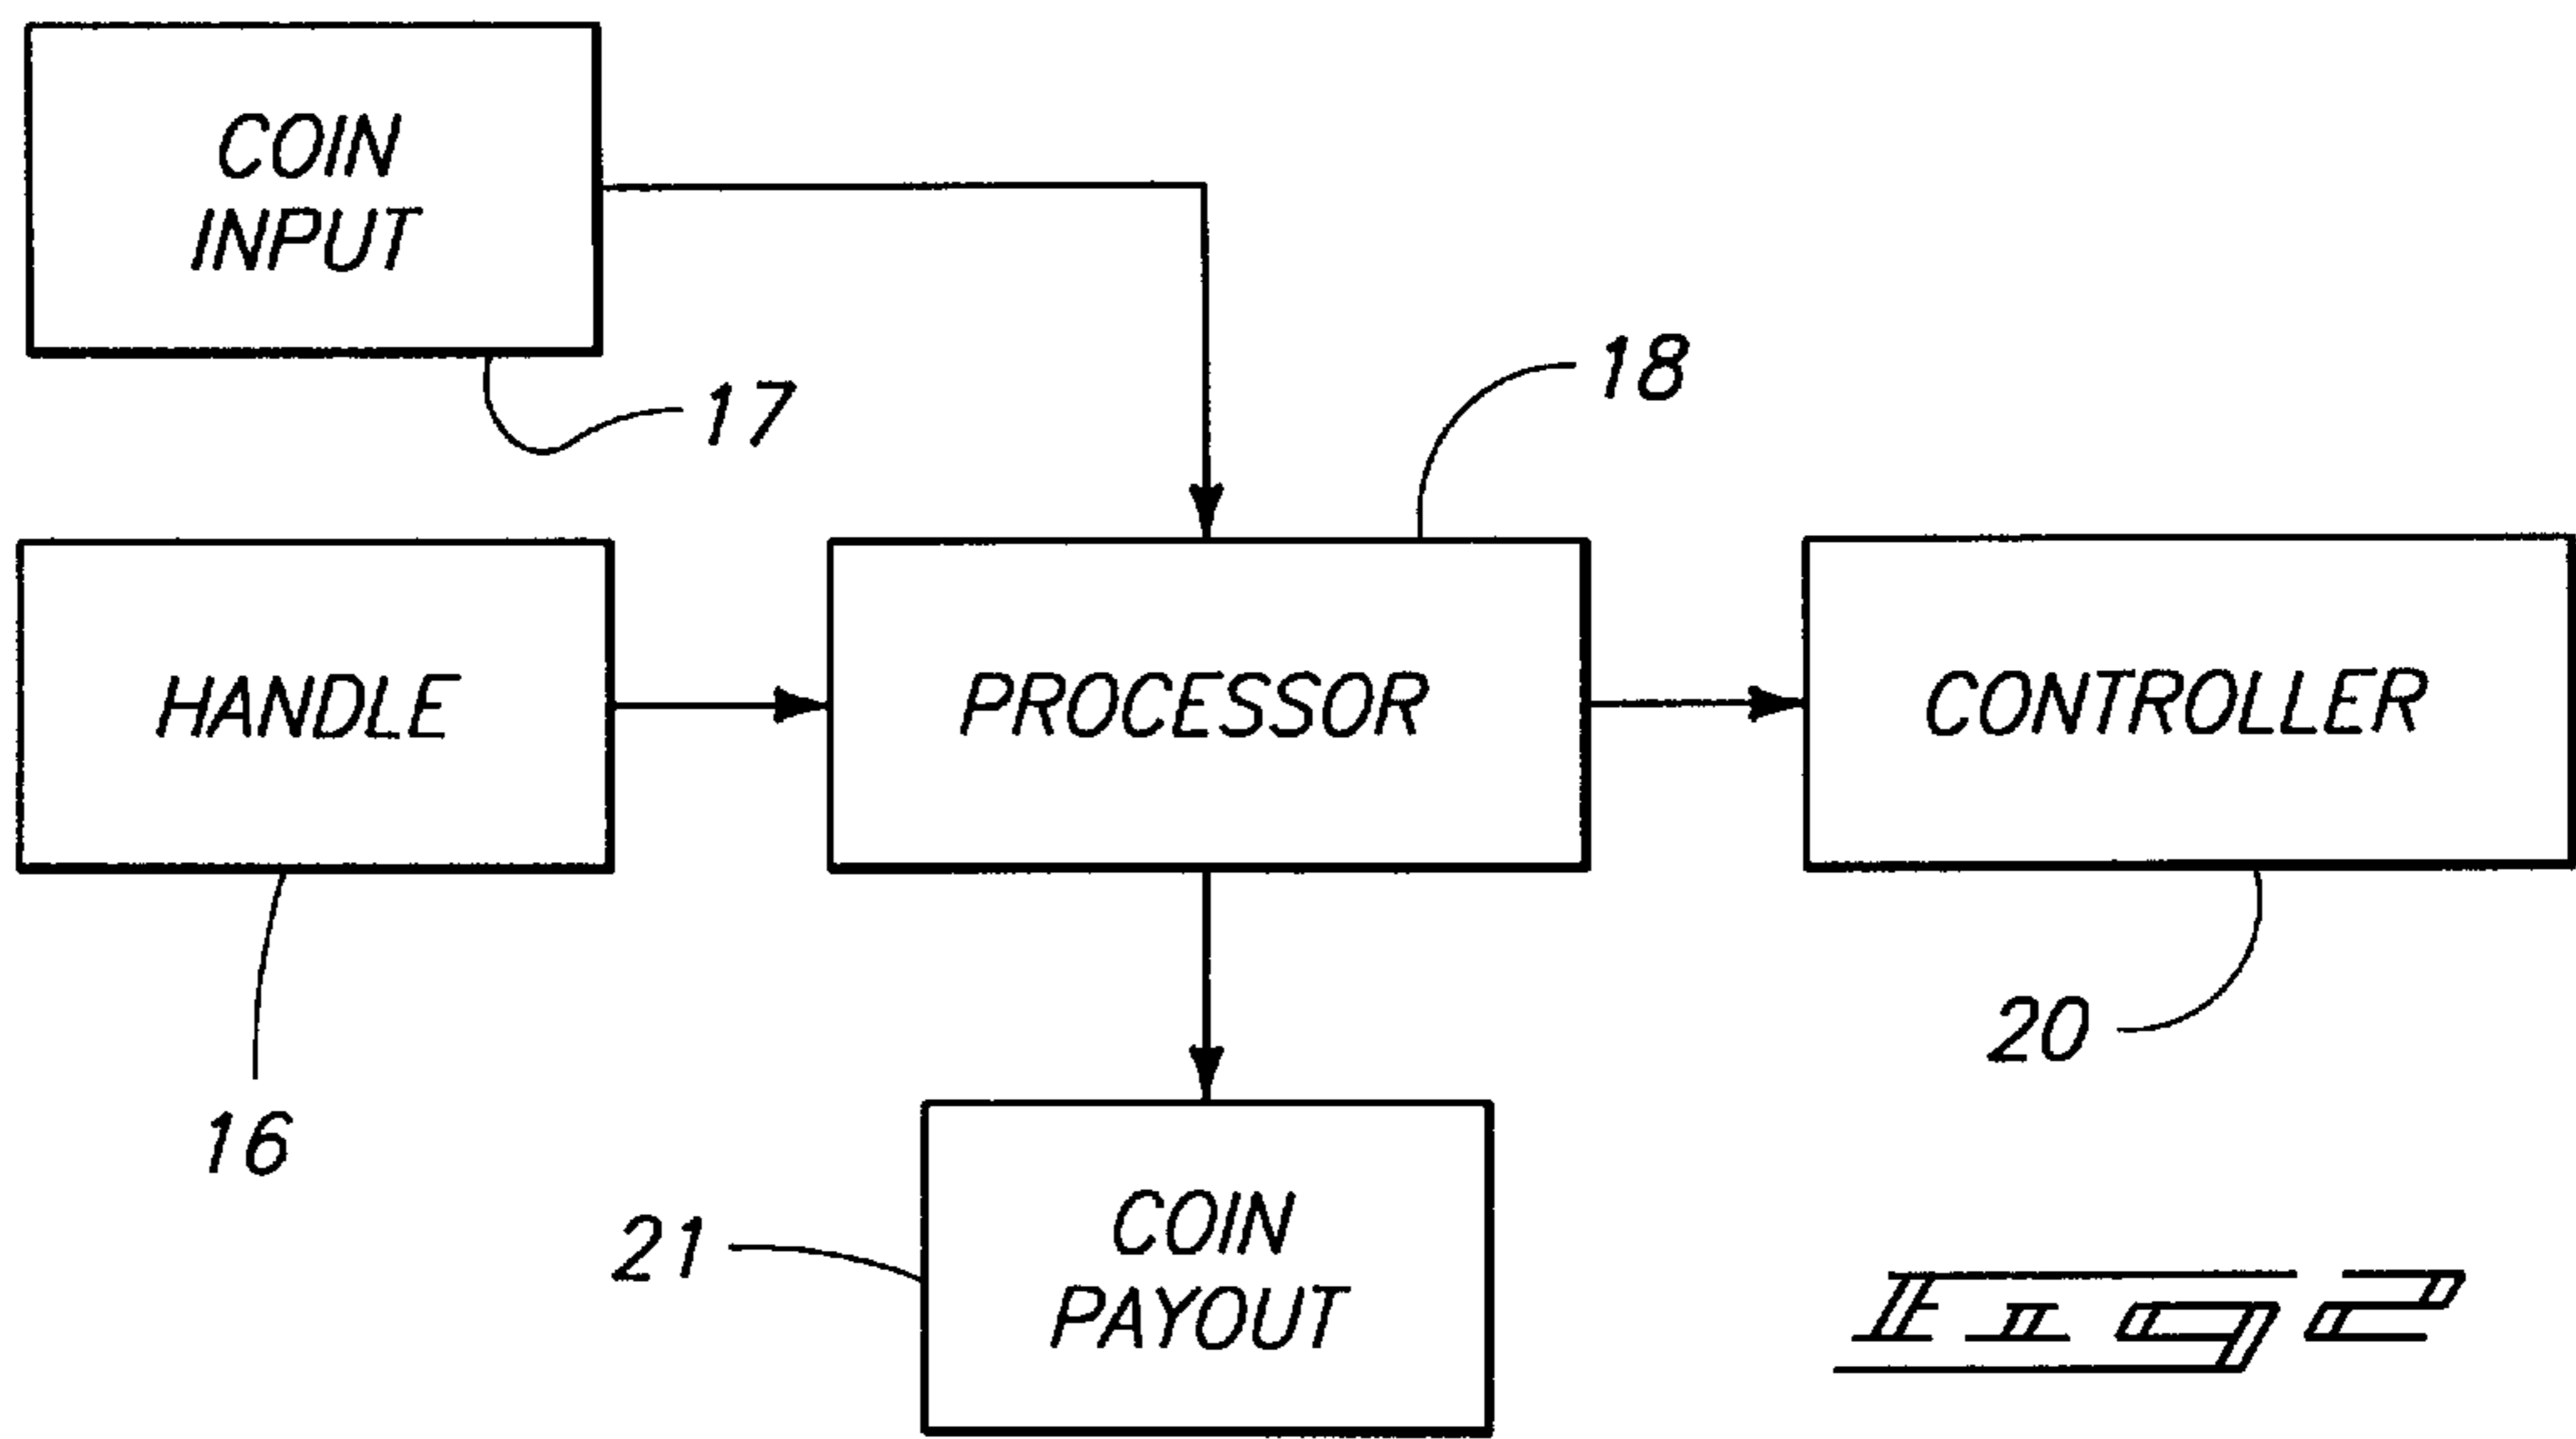 COIN
INPUT
17
18
HANDLE
PROCESSOR
CONTROLLER
16
20
21
COIN
PAYOUT
Fig 2